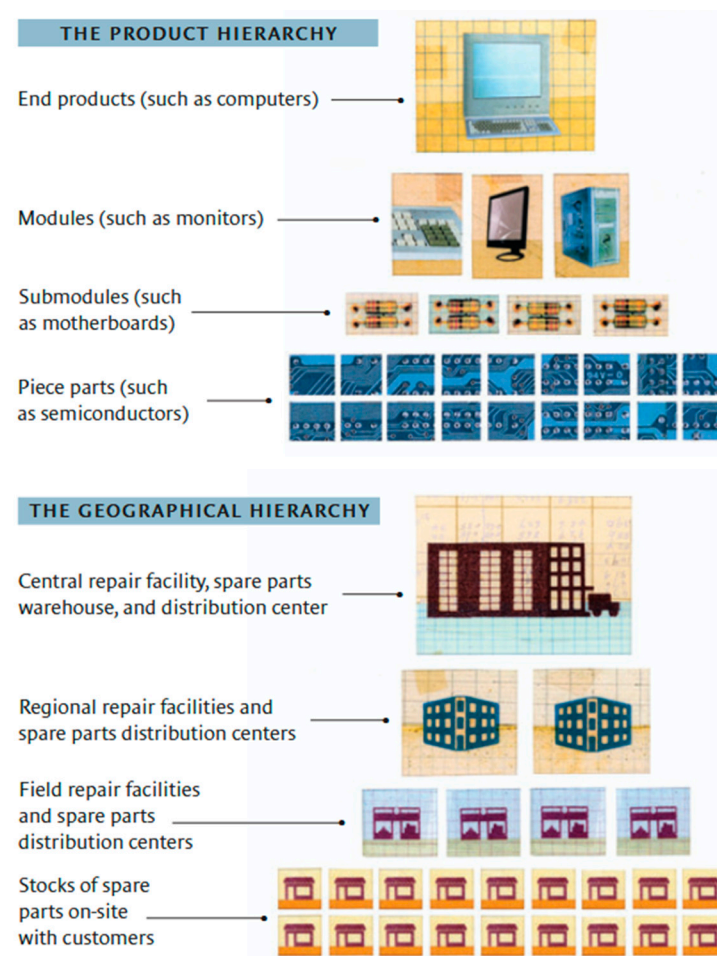 THE PRODUCT HIERARCHY
End products (such as computers)
Modules (such as monitors)
Submodules (such
as motherboards)
Piece parts (such
as semiconductors)
94V-0
THE GEOGRAPHICAL HIERARCHY
Central repair facility, spare parts
warehouse, and distribution center
Regional repair facilities and
spare parts distribution centers
Field repair facilities
and spare parts
distribution centers
Stocks of spare
parts on-site
with customers